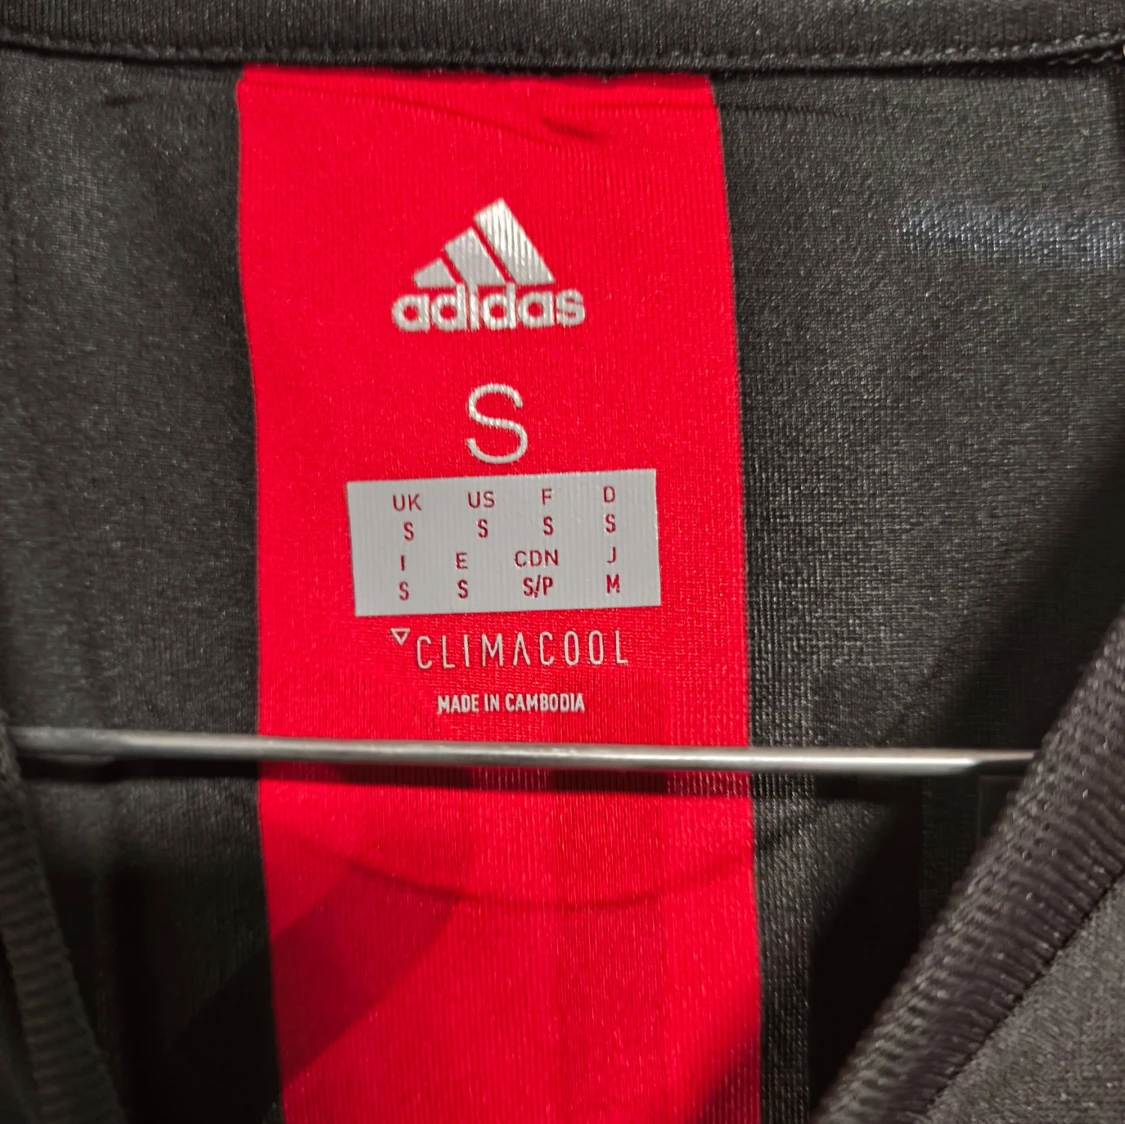 adidas
S
UK US F D
S S S S
I E CDN J
S S S/P M
CLIMACOOL
MADE IN CAMBODIA